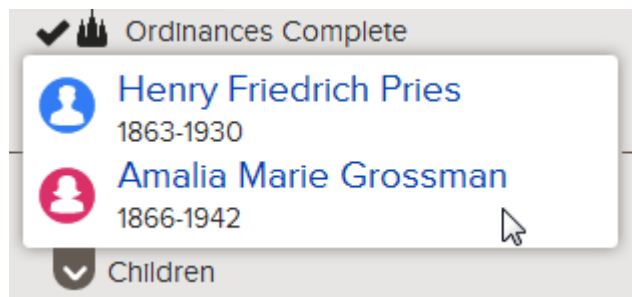 Ordinances Complete
Henry Friedrich Pries
1863-1930
Amalia Marie Grossman
1866-1942
Children